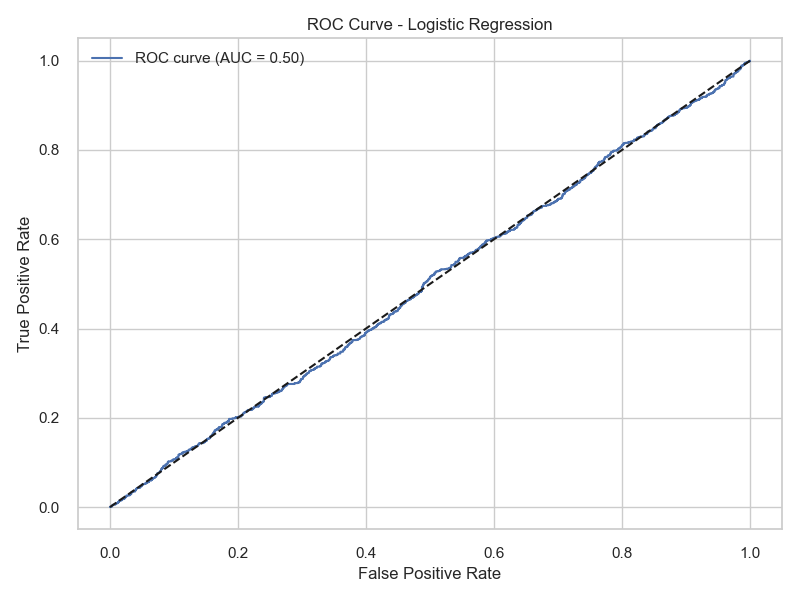 ROC Curve - Logistic Regression
ROC curve (AUC = 0.50)
1.0
0.8
0.6
0.4
0.2
0.0
True Positive Rate
0.0 0.2 0.4 0.6 0.8 1.0
False Positive Rate